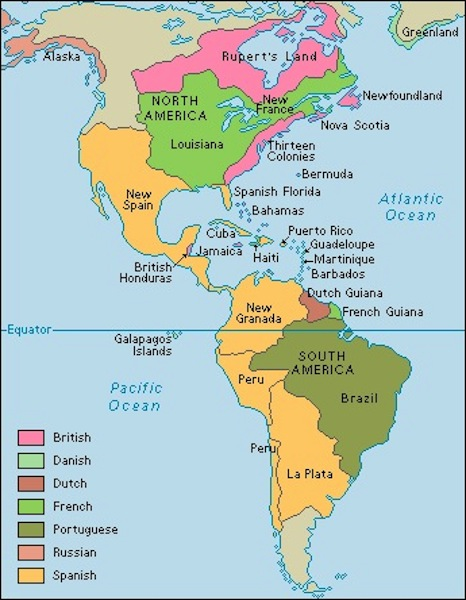 Greenland
Alaska
Rupert's Land
NORTH
AMERICA
New
France
Newfoundland
Nova Scotia
Louisiana
Thirteen
Colonies
Bermuda
New
Spain
Spanish Florida
Atlantic
Ocean
Bahamas
Cuba
Puerto Rico
Guadeloupe
Jamaica
Haiti
Martinique
British
Honduras
Barbados
Dutch Guiana
New
Granada
French Guiana
Equator
Galapagos
Islands
SOUTH
AMERICA
Peru
Pacific
Ocean
Brazil
Peru
La Plata
British
Danish
Dutch
French
Portuguese
Russian
Spanish